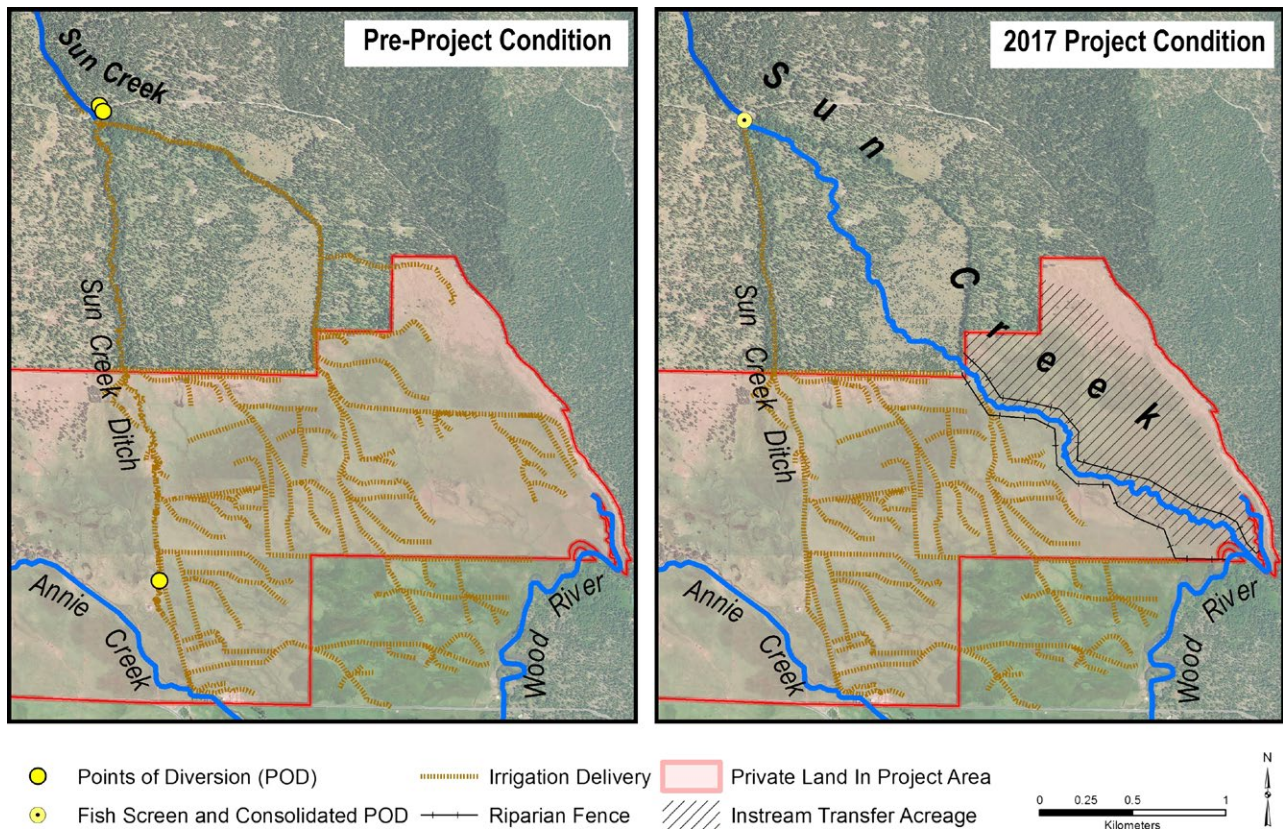 Pre-Project Condition
Sun Creek
Sun Creek Ditch
Annie Creek
Wood River
2017 Project Condition
Sun Creek
Sun Creek Ditch
Annie Creek
Wood River
Points of Diversion (POD)
Fish Screen and Consolidated POD
Irrigation Delivery
Riparian Fence
Private Land In Project Area
Instream Transfer Acreage
0 0.25 0.5 1
Kilometers
N